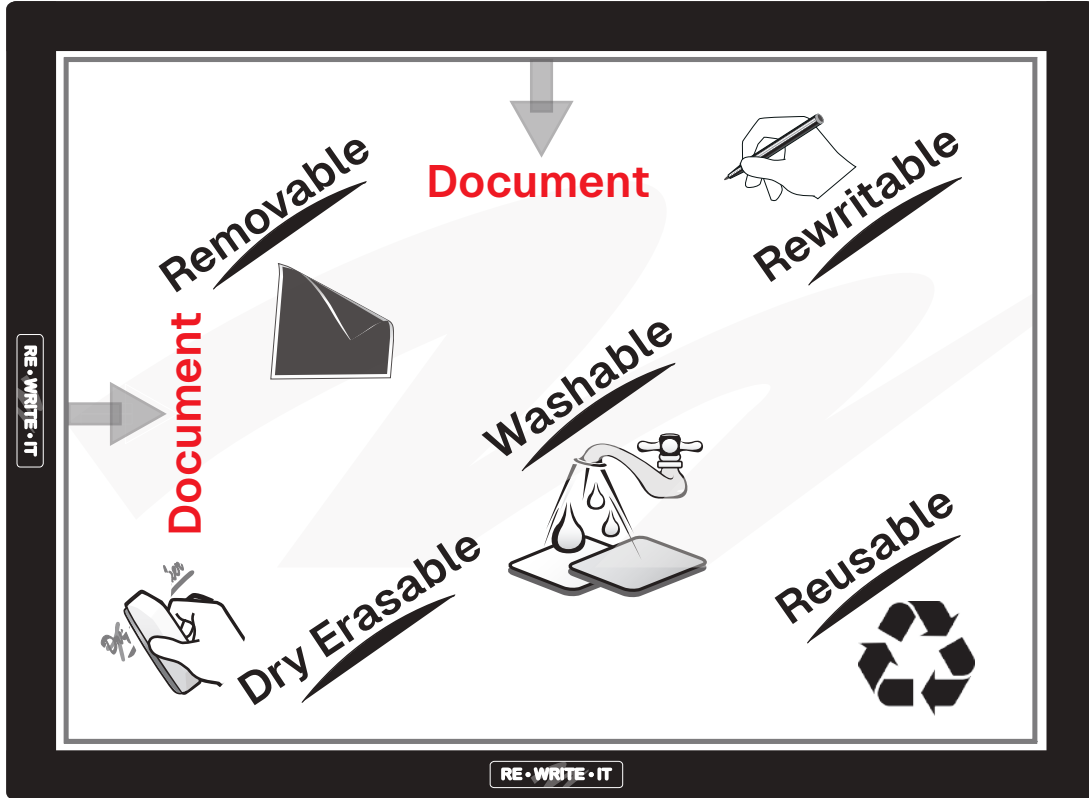 Document
Removable
Rewritable
Document
Washable
RE•WRITE•IT
Reusable
Dry Erasable
RE•WRITE•IT